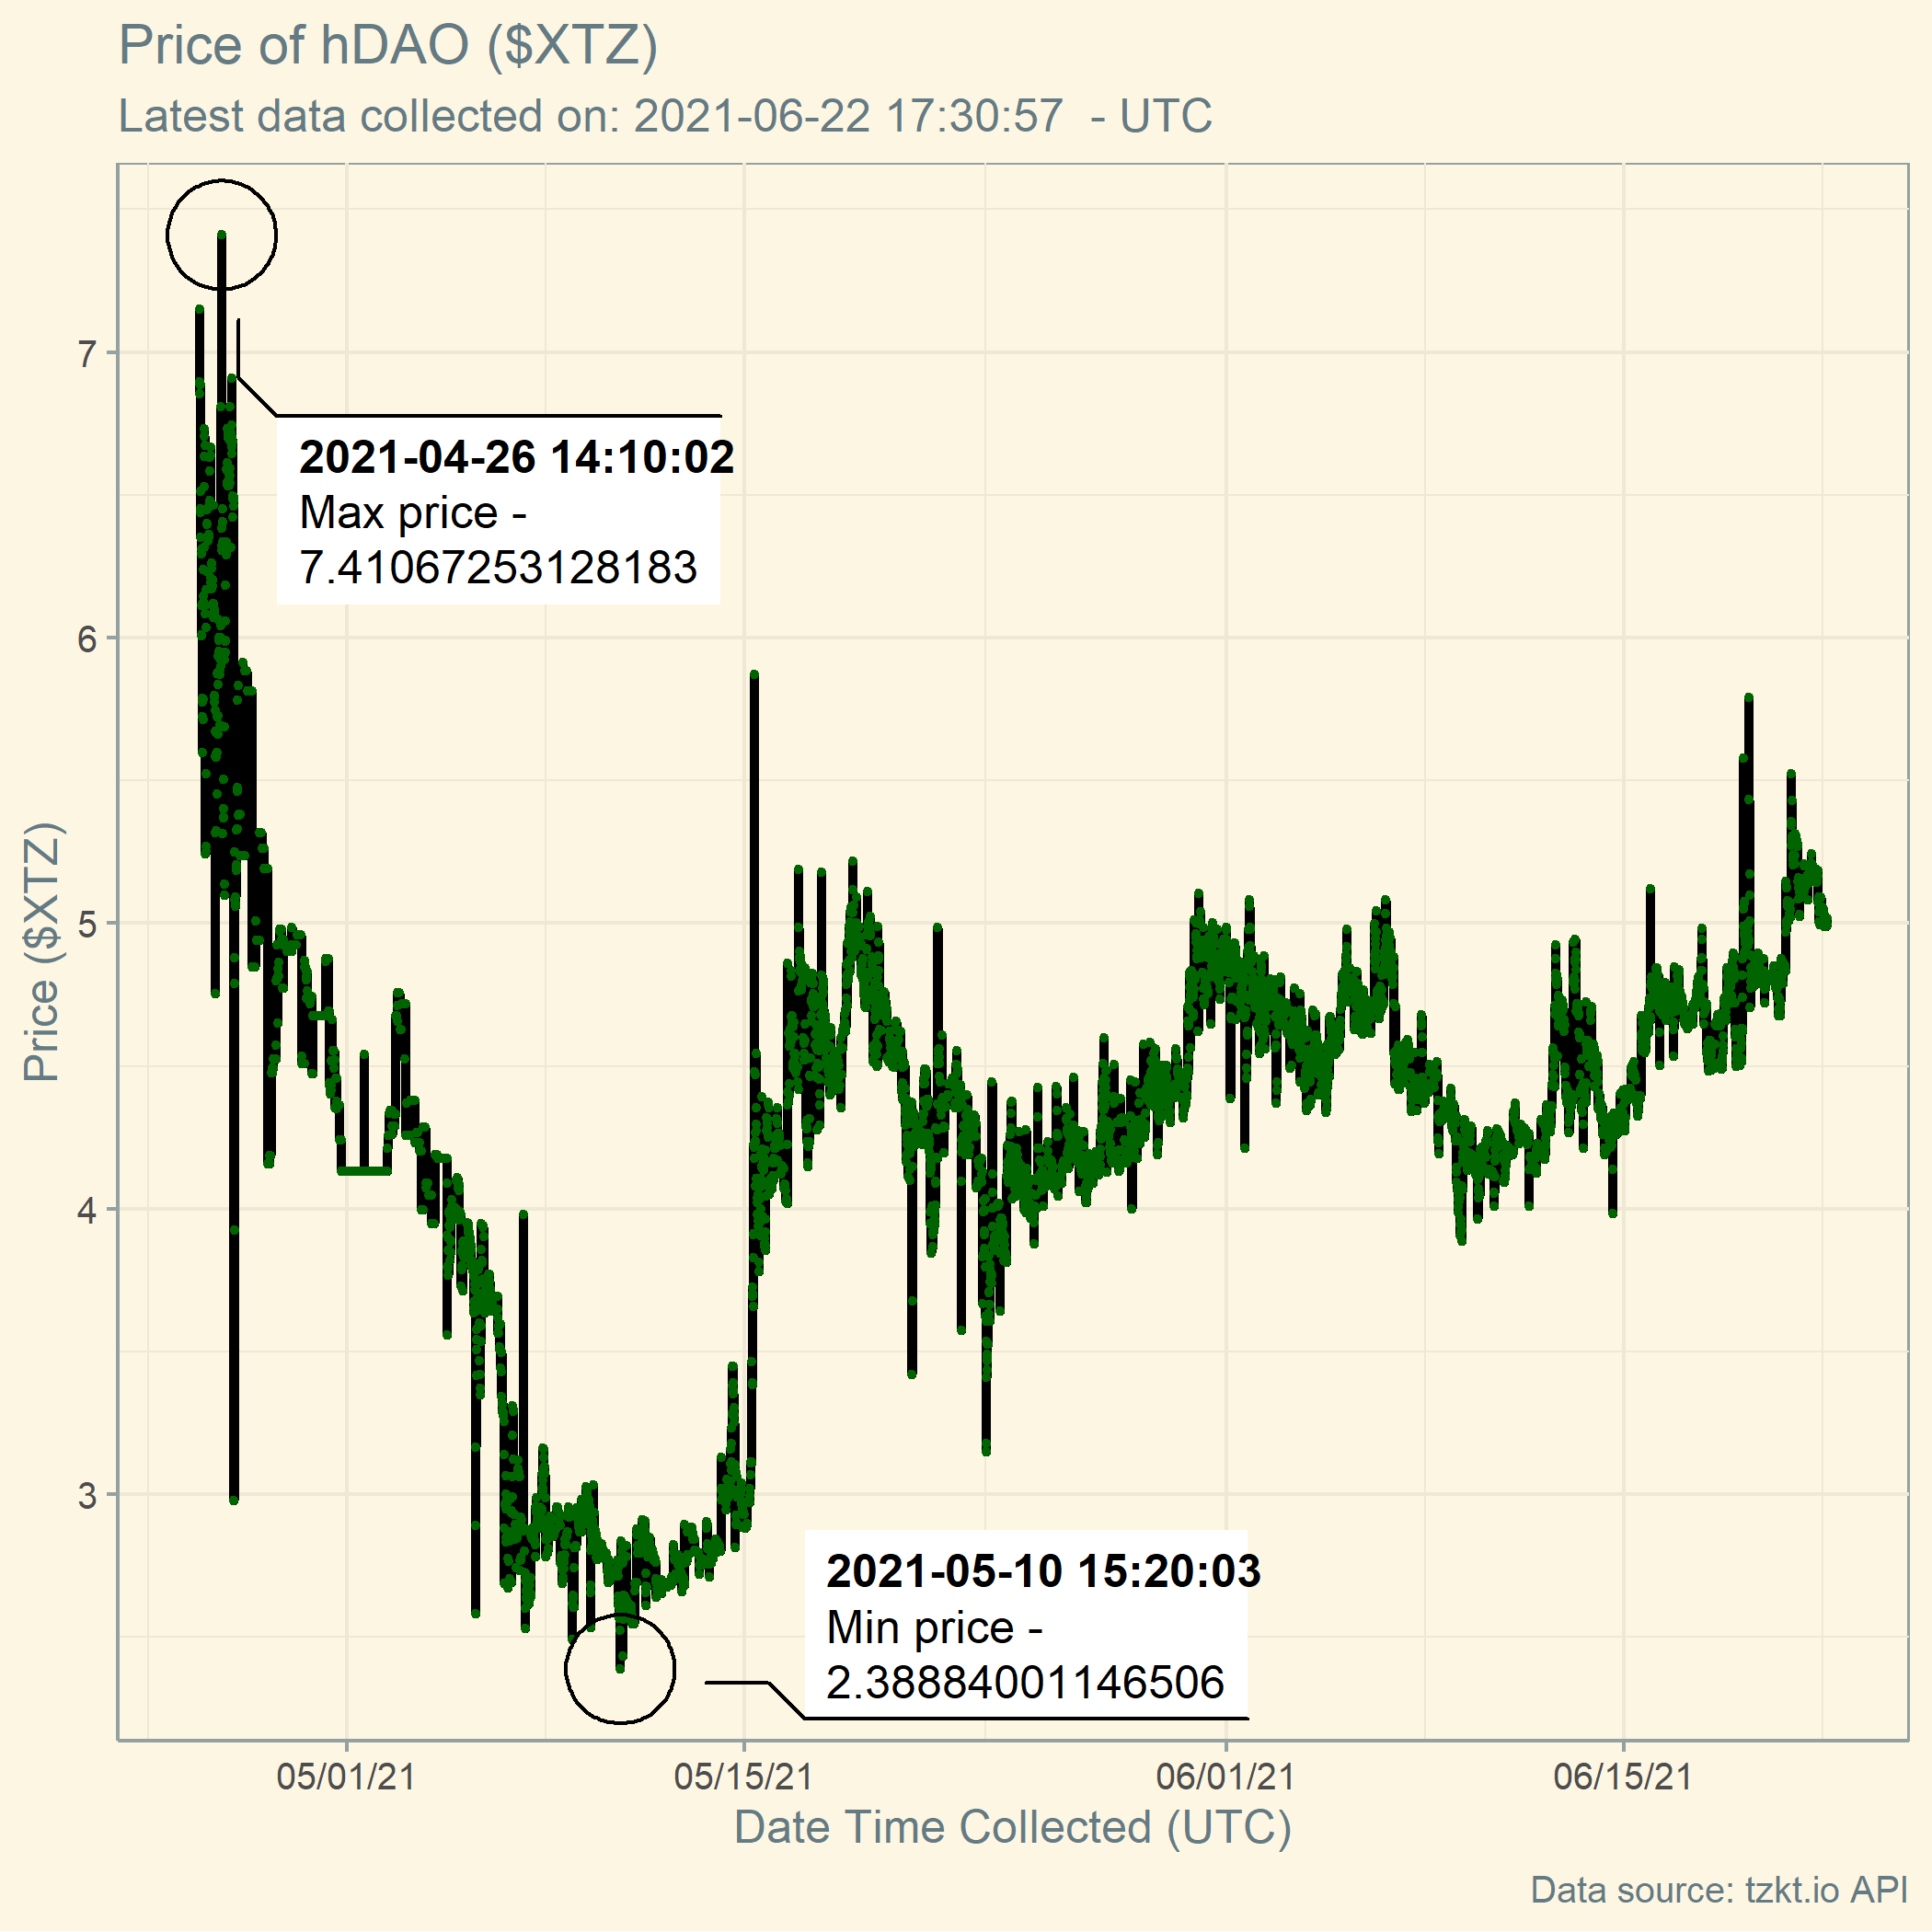 Price of hDAO ($XTZ)
Latest data collected on: 2021-06-22 17:30:57  - UTC
7
6
5
4
3
Price ($XTZ)
2021-04-26 14:10:02
Max price -
7.41067253128183
2021-05-10 15:20:03
Min price -
2.38884001146506
05/01/21
05/15/21
06/01/21
06/15/21
Date Time Collected (UTC)
Data source: tzkt.io API